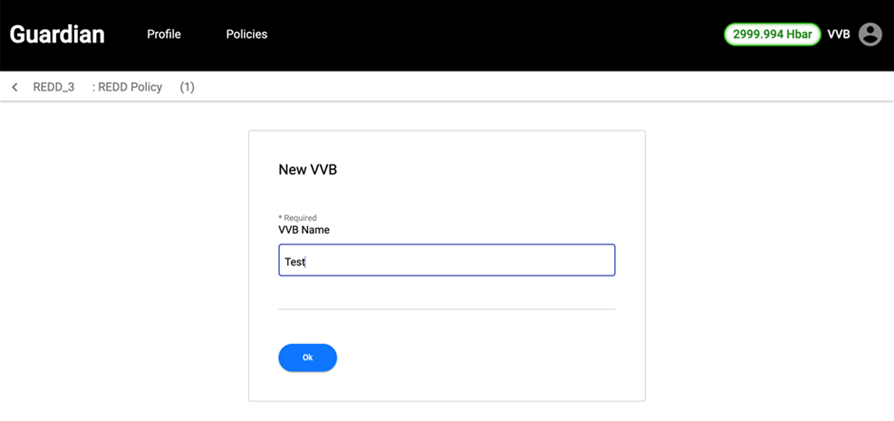 Guardian Profile Policies 2999.994 Hbar VVB
REDD_3 : REDD Policy (1)
New VVB
* Required
VVB Name
Test
Ok